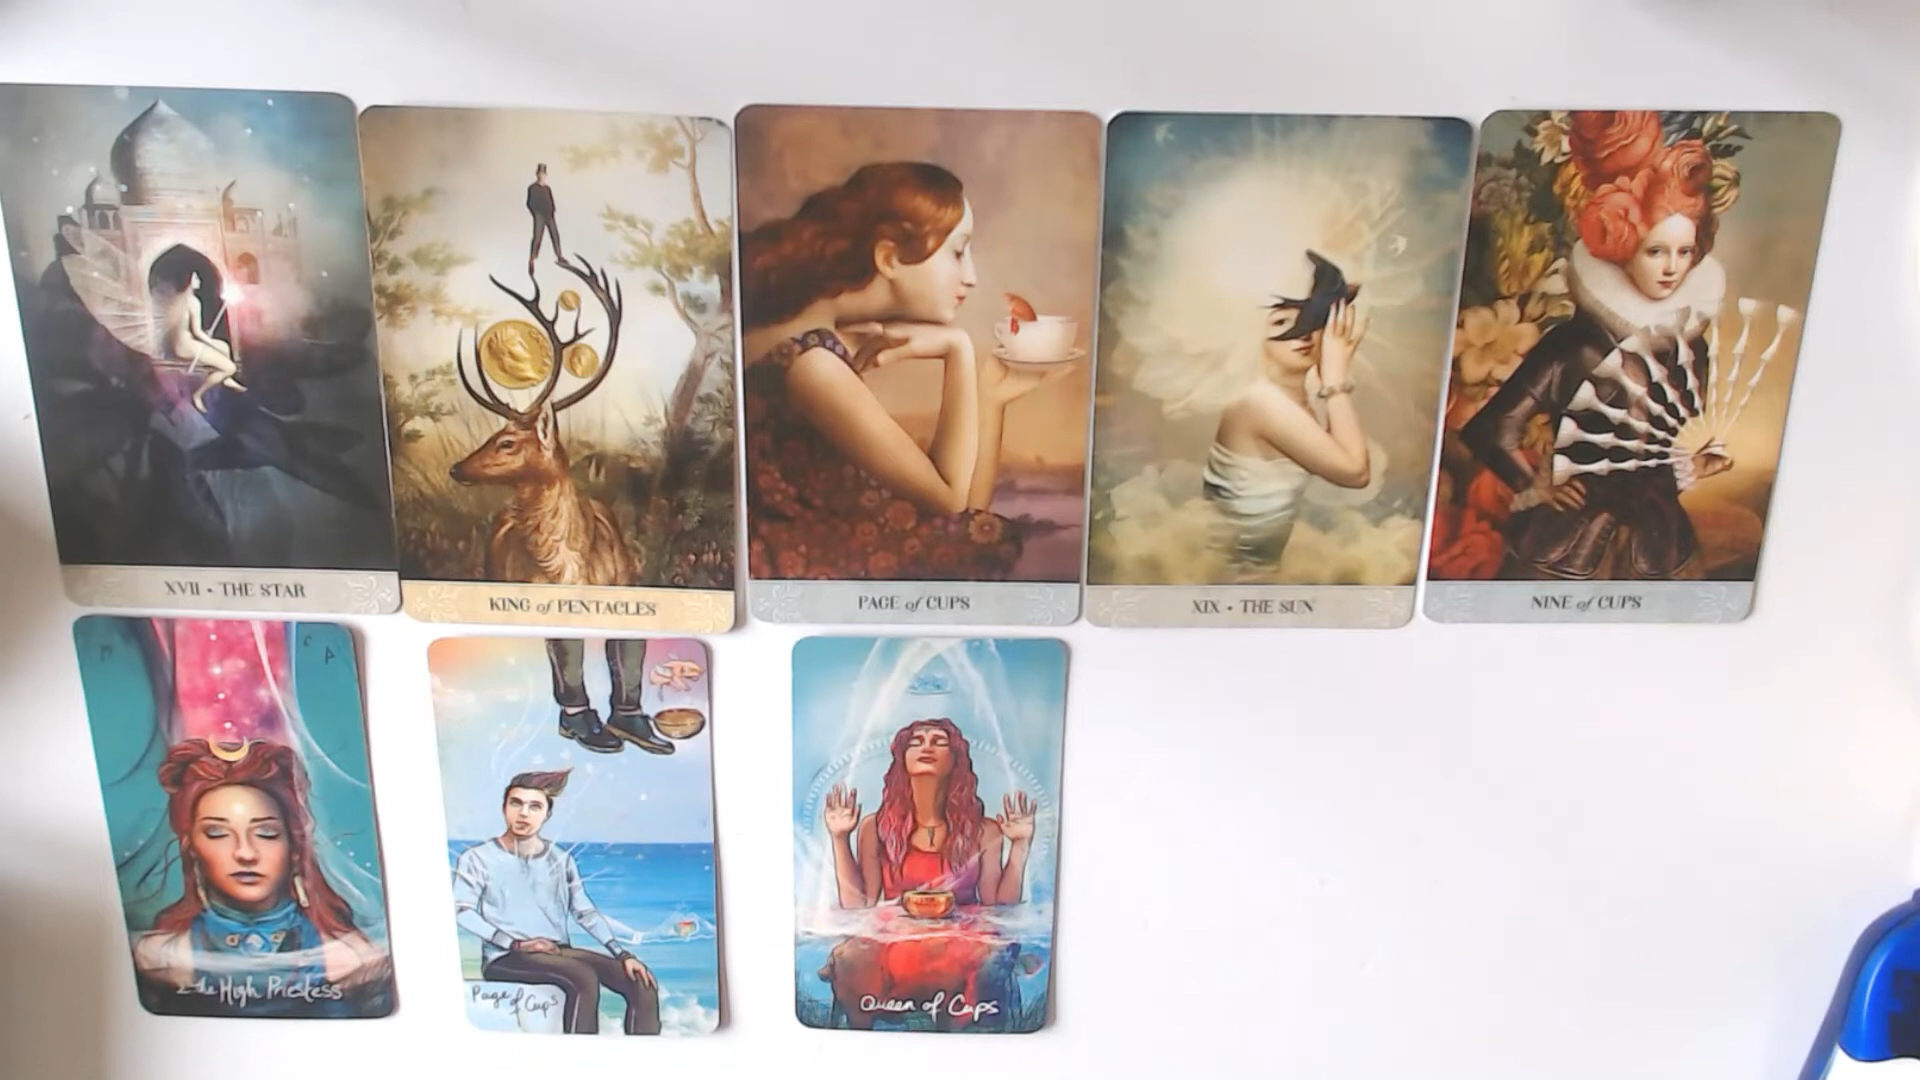 XVII • THE STAR
KING of PENTACLES
PAGE of CUPS
XIX • THE SUN
NINE of CUPS
2-the High Priestess
Page of Cups
Queen of Cups